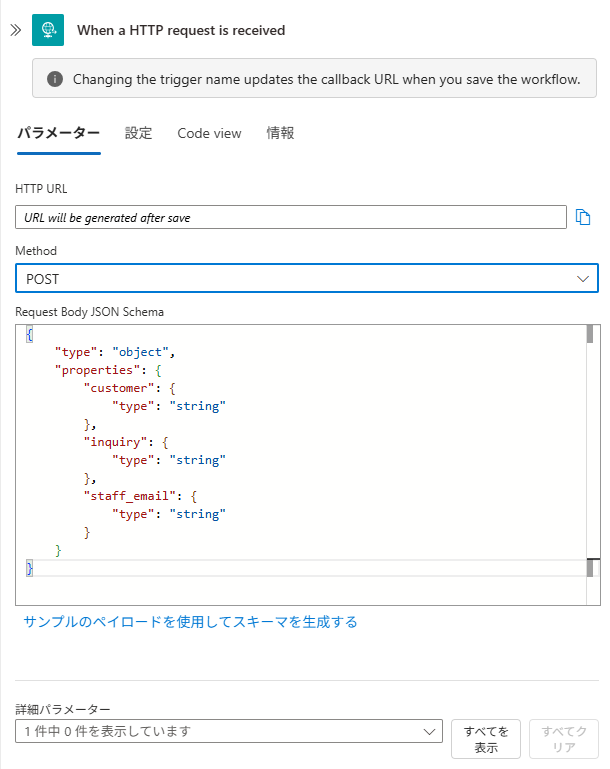 When a HTTP request is received
Changing the trigger name updates the callback URL when you save the workflow.
パラメーター 設定 Code view 情報
HTTP URL
URL will be generated after save
Method
POST
Request Body JSON Schema
{
    "type": "object",
    "properties": {
        "customer": {
            "type": "string"
        },
        "inquiry": {
            "type": "string"
        },
        "staff_email": {
            "type": "string"
        }
    }
}
サンプルのペイロードを使用してスキーマを生成する
詳細パラメーター
1 件中 0 件を表示しています
すべてを
表示
すべてク
リア